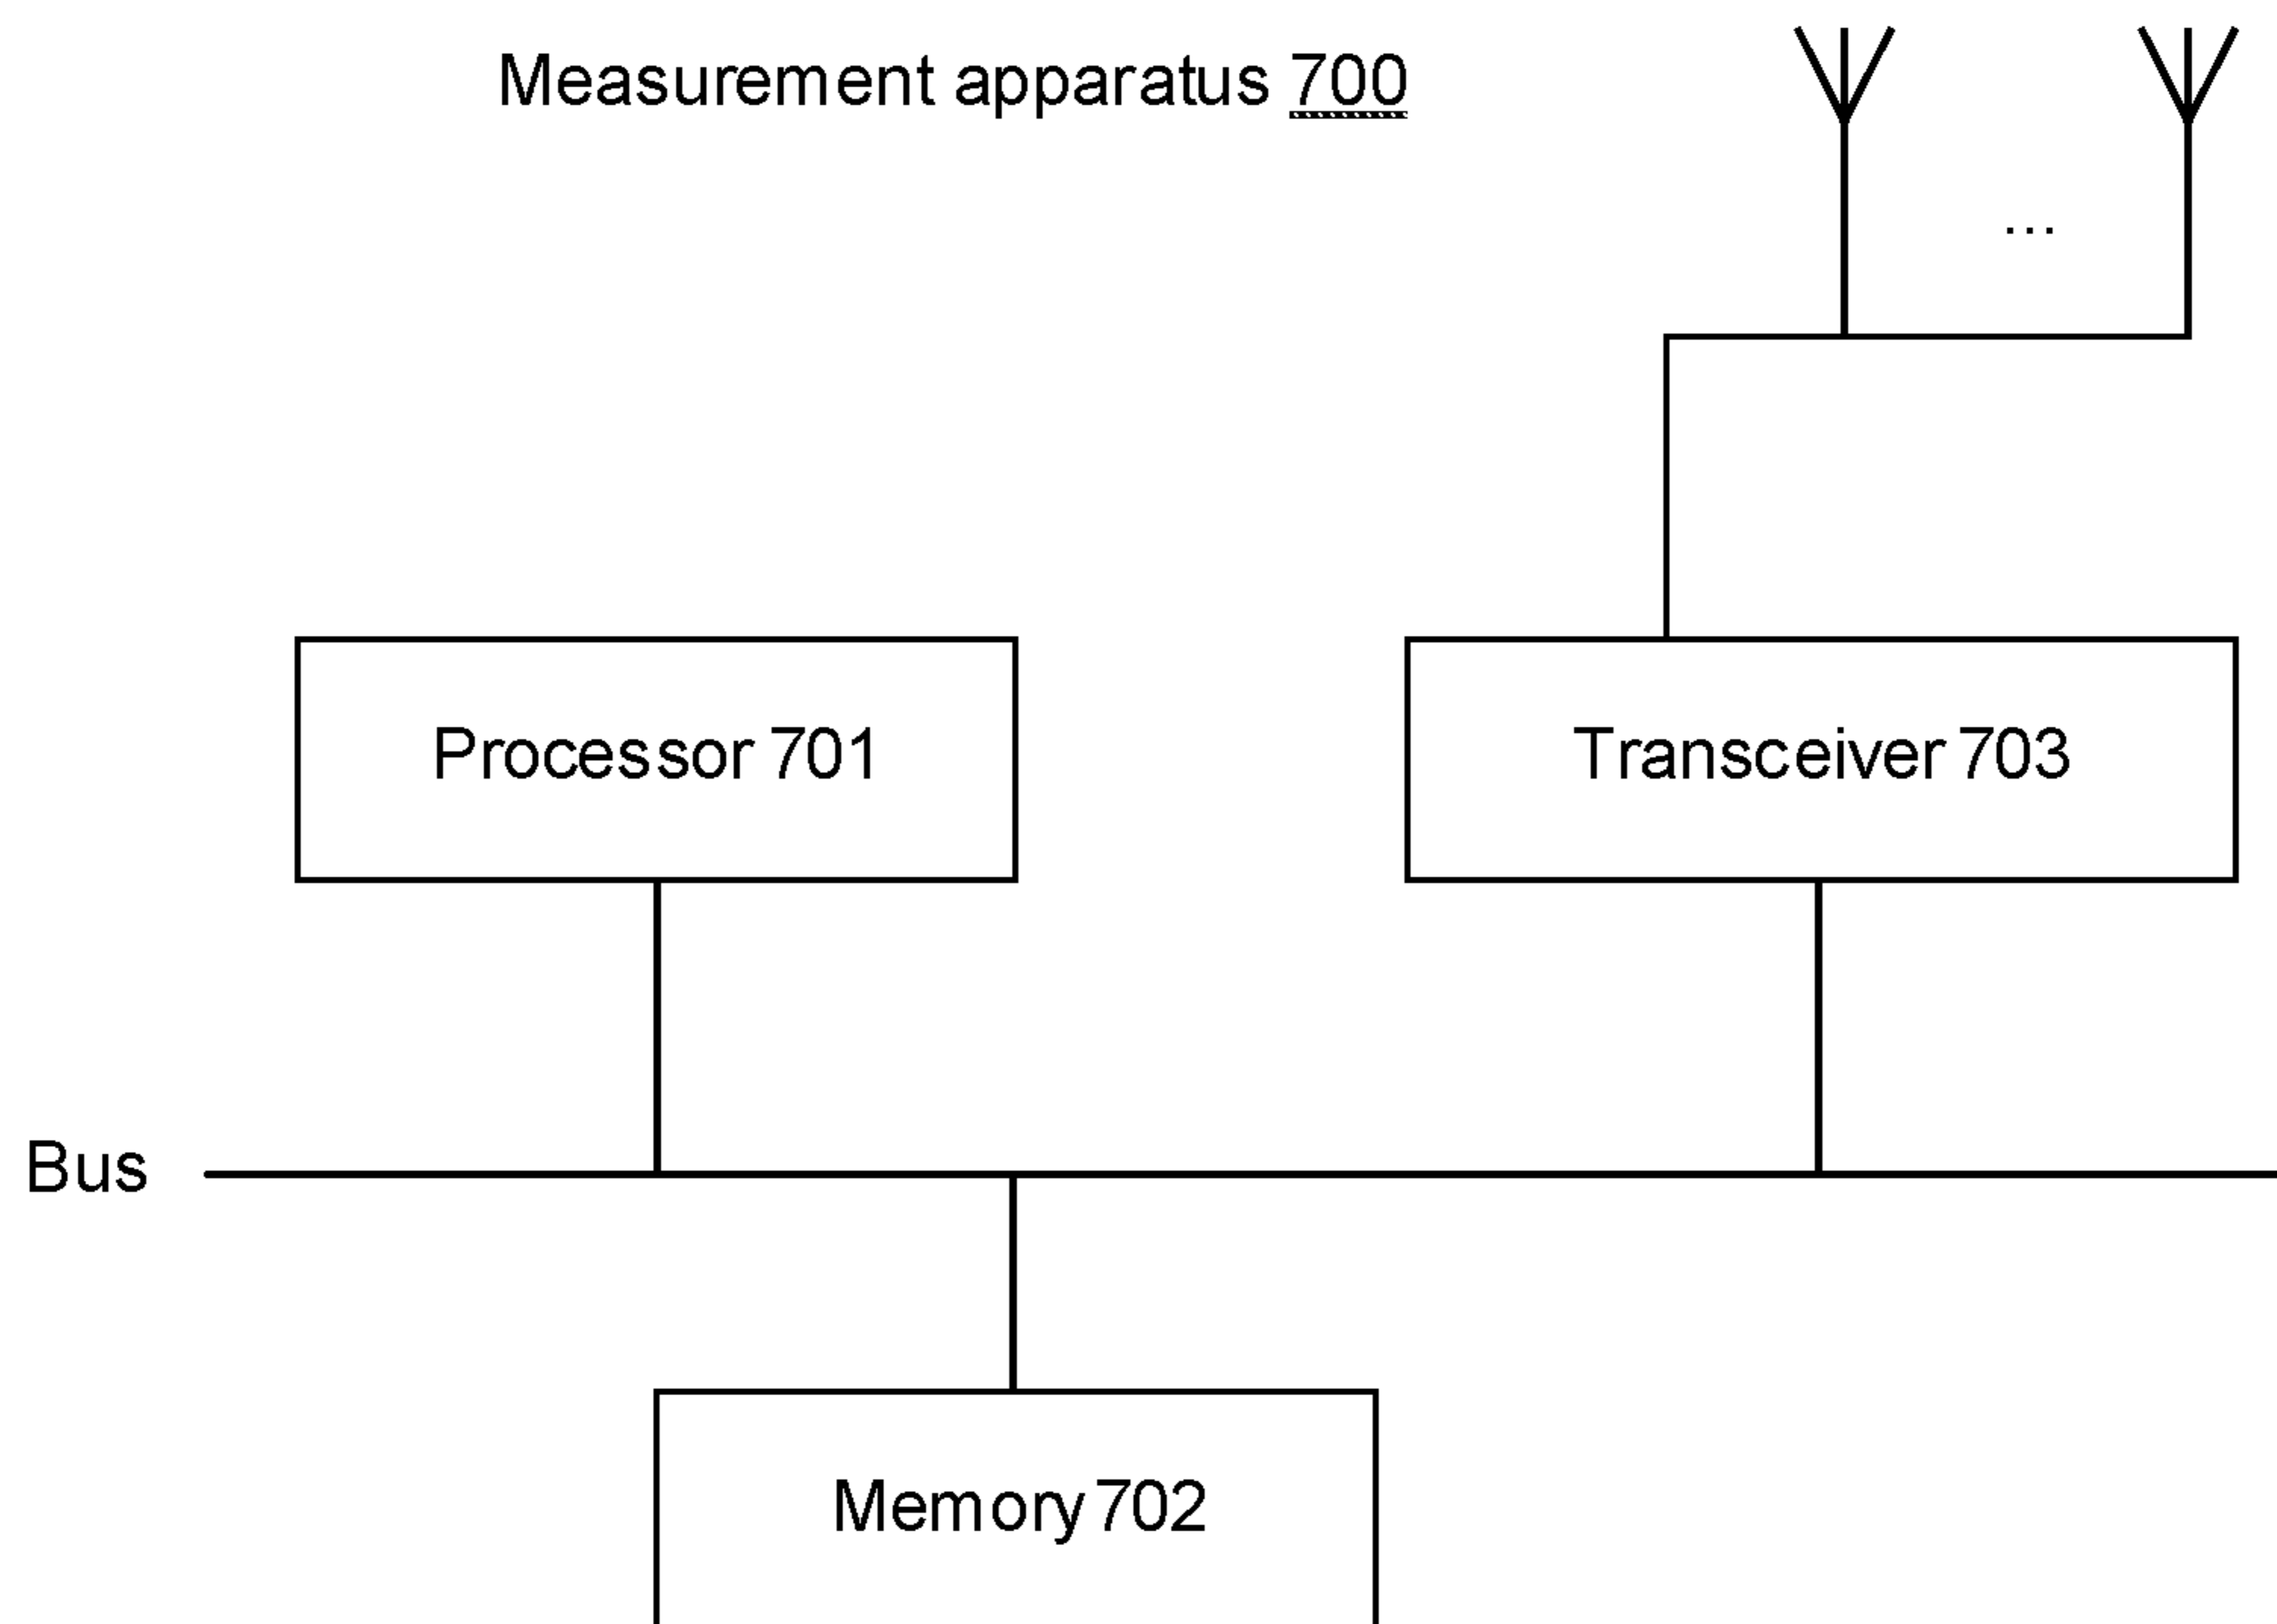 Measurement apparatus 700
...
Processor 701
Transceiver 703
Bus
Memory 702